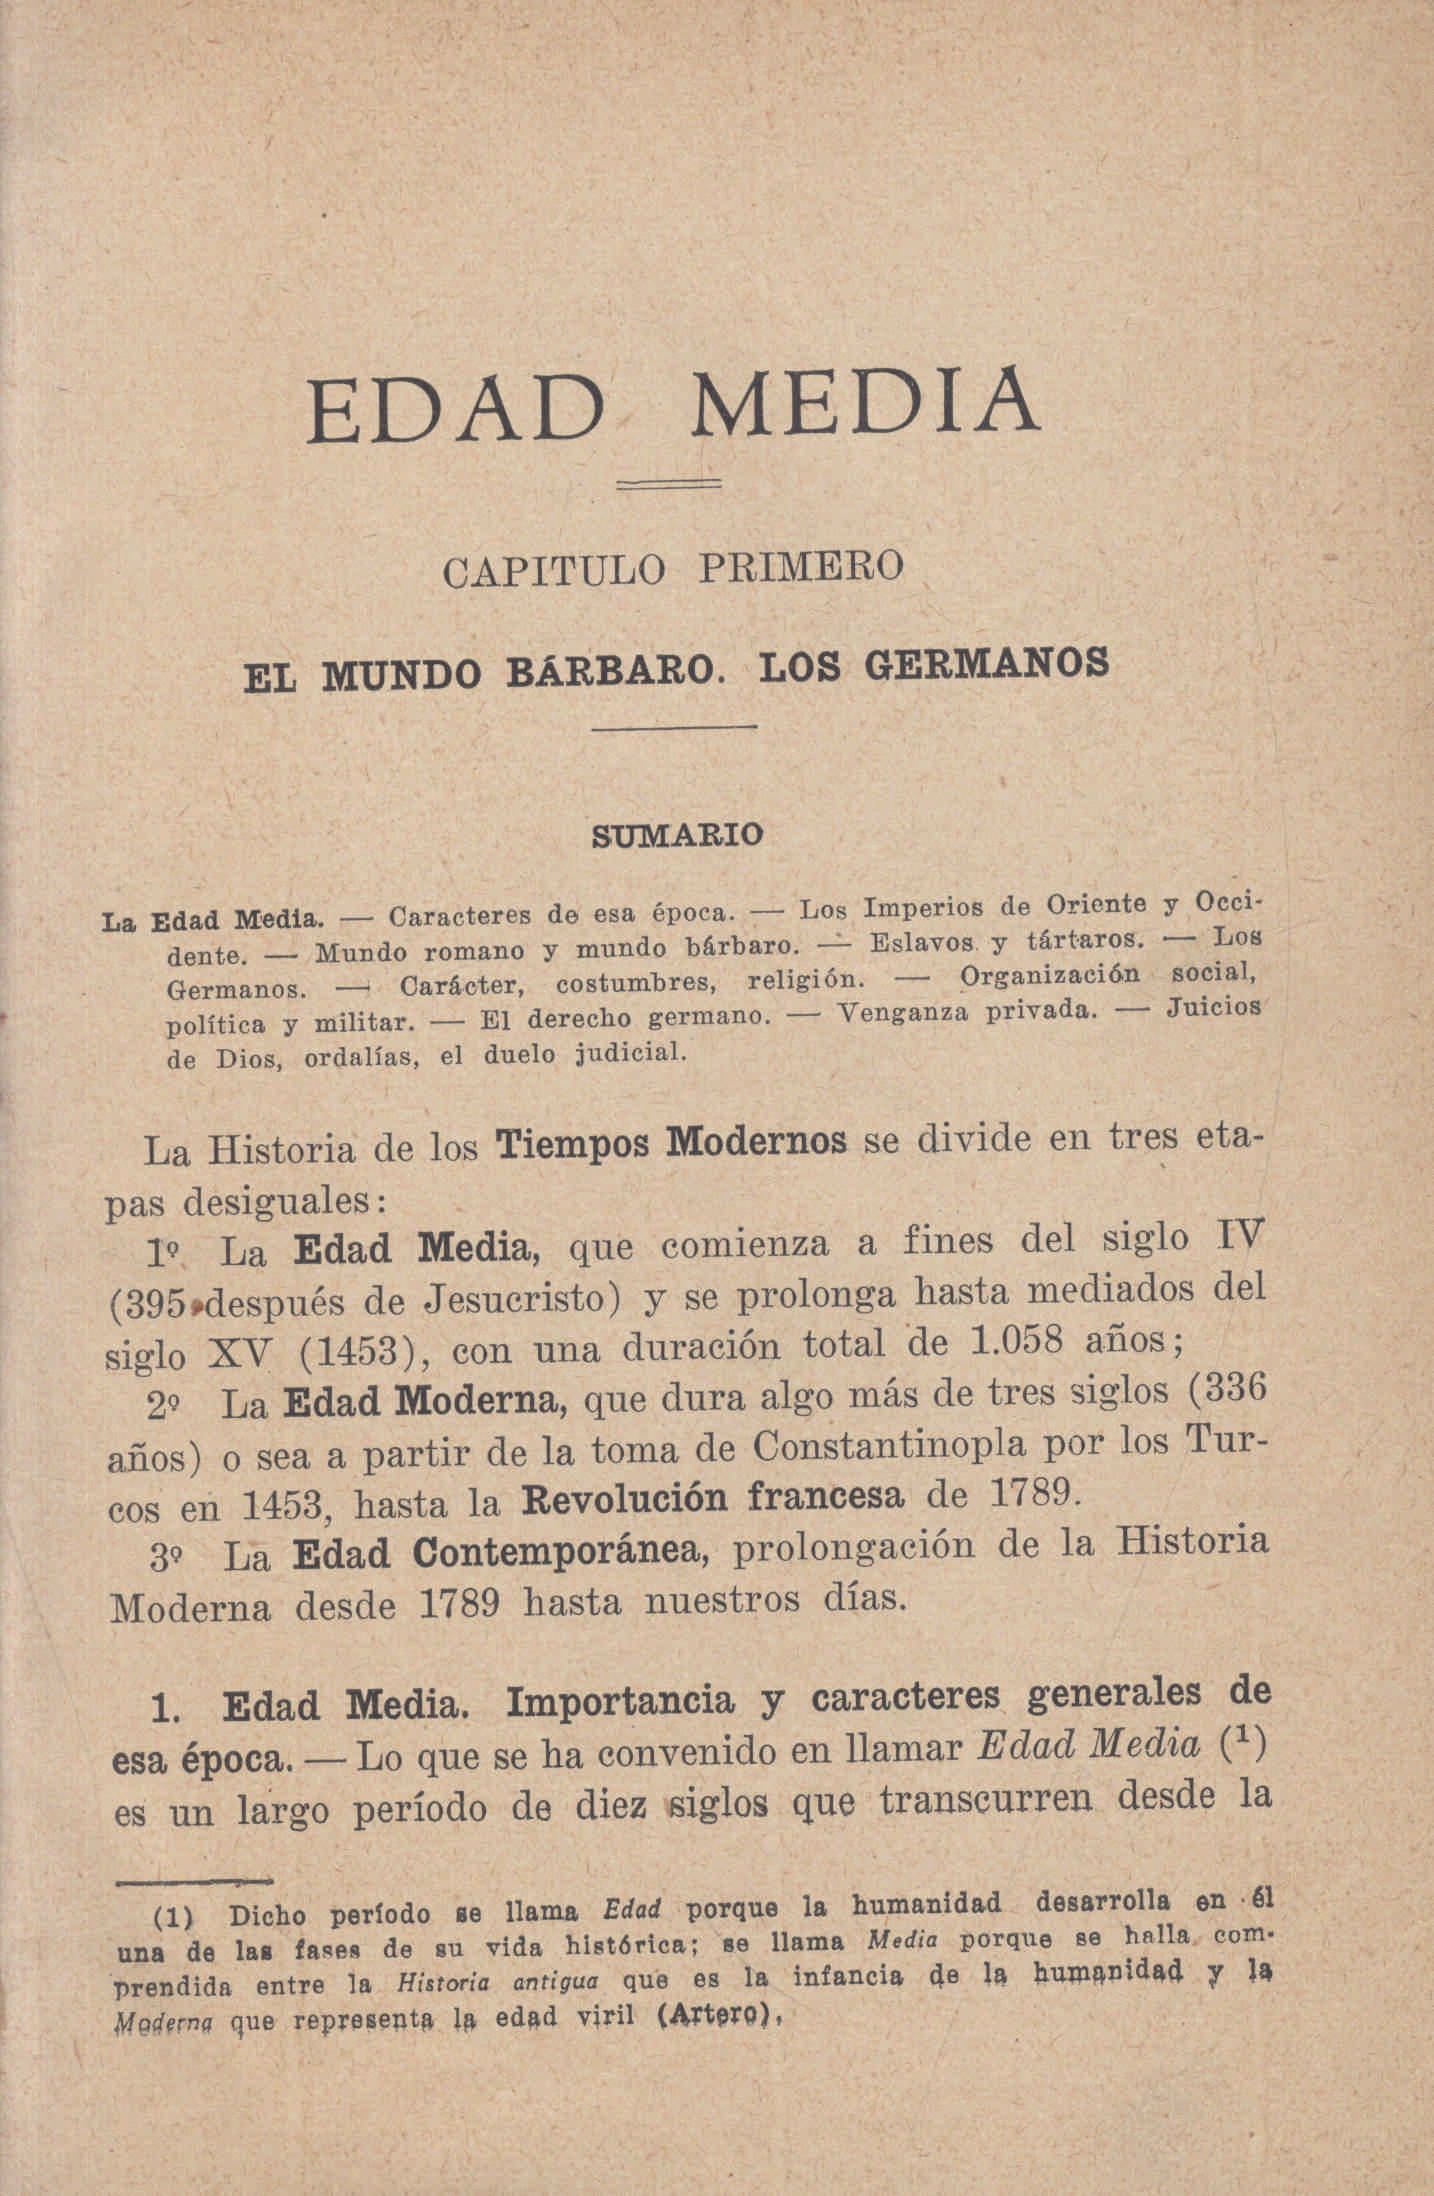 EDAD MEDIA
CAPITULO PRIMERO
EL MUNDO BÁRBARO. LOS GERMANOS
SUMARIO
La Edad Media. — Caracteres de esa época. — Los Imperios de Oriente y Occi-
dente. — Mundo romano y mundo bárbaro. — Eslavos y tártaros. — Los
Germanos. — Carácter, costumbres, religión. — Organización social,
política y militar. — El derecho germano. — Venganza privada. — Juicios
de Dios, ordalías, el duelo judicial.
La Historia de los Tiempos Modernos se divide en tres eta-
pas desiguales:
1º La Edad Media, que comienza a fines del siglo IV
(395 después de Jesucristo) y se prolonga hasta mediados del
siglo XV (1453), con una duración total de 1.058 años;
2º La Edad Moderna, que dura algo más de tres siglos (336
años) o sea a partir de la toma de Constantinopla por los Tur-
cos en 1453, hasta la Revolución francesa de 1789.
3º La Edad Contemporánea, prolongación de la Historia
Moderna desde 1789 hasta nuestros días.
1. Edad Media. Importancia y caracteres generales de
esa época. — Lo que se ha convenido en llamar Edad Media (¹)
es un largo período de diez siglos que transcurren desde la
(1) Dicho período se llama Edad porque la humanidad desarrolla en él
una de las fases de su vida histórica; se llama Media porque se halla com-
prendida entre la Historia antigua que es la infancia de la humanidad y la
Moderna que representa la edad viril (Artero).